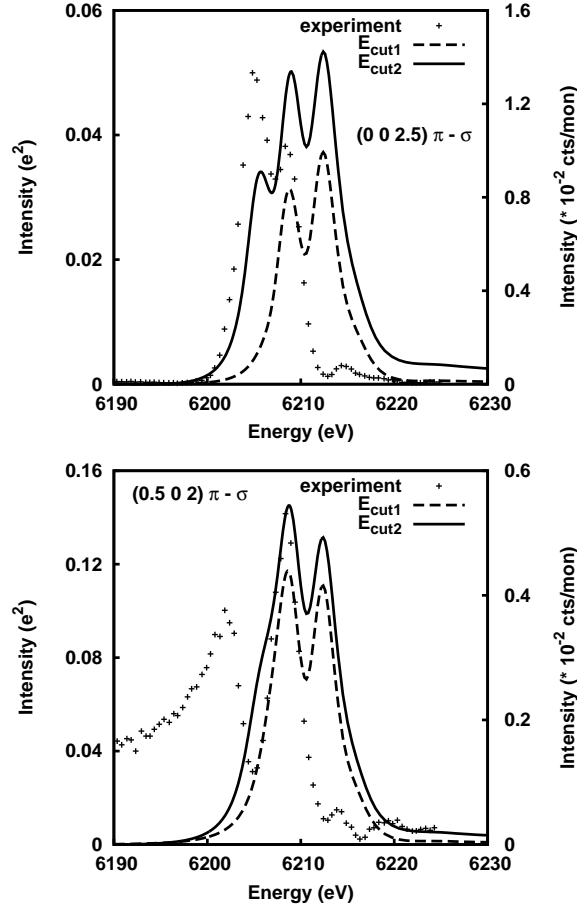 experiment
E_cut1
E_cut2
(0 0 2.5) π - σ
Intensity (e²)
0.06
0.04
0.02
0
Intensity (* 10⁻² cts/mon)
1.6
1.2
0.8
0.4
0
6190 6200 6210 6220 6230
Energy (eV)
(0.5 0 2) π - σ
experiment
E_cut1
E_cut2
Intensity (e²)
0.16
0.12
0.08
0.04
0
Intensity (* 10⁻² cts/mon)
0.6
0.4
0.2
0
6190 6200 6210 6220 6230
Energy (eV)